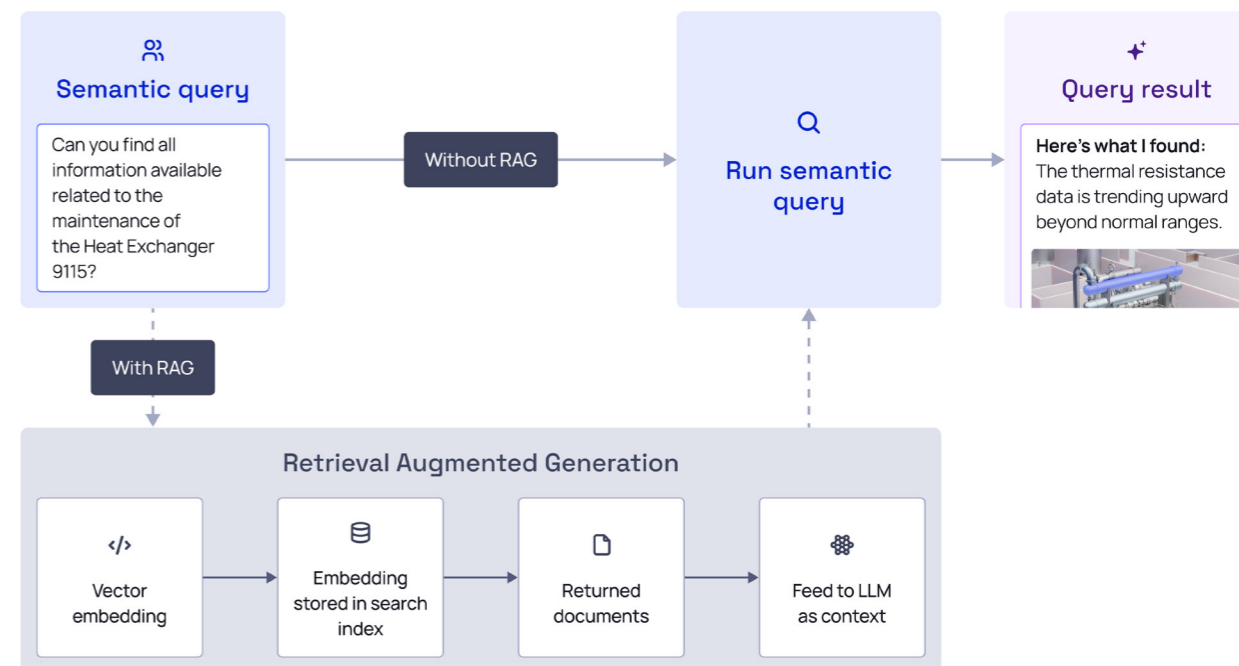 Semantic query
Can you find all
information available
related to the
maintenance of
the Heat Exchanger
9115?
Without RAG
Run semantic
query
Query result
Here's what I found:
The thermal resistance
data is trending upward
beyond normal ranges.
With RAG
Retrieval Augmented Generation
</>
Vector
embedding
Embedding
stored in search
index
Returned
documents
Feed to LLM
as context